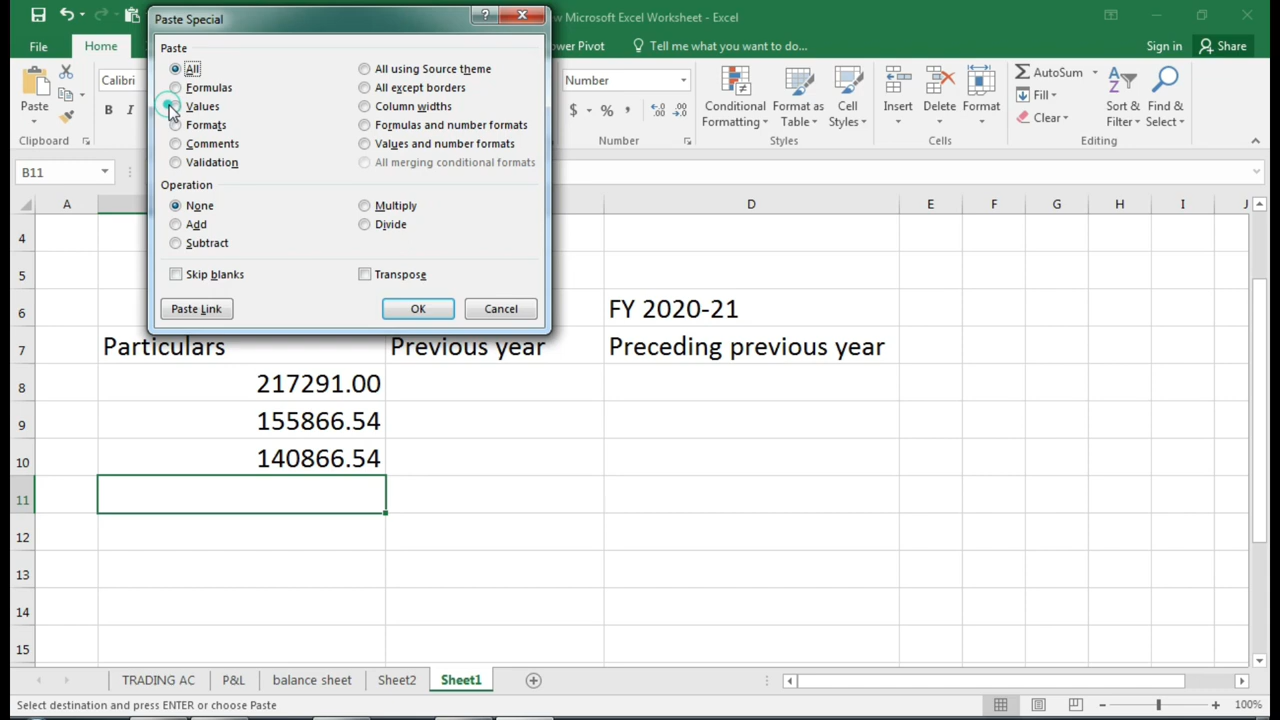 Paste Special
?
ew Microsoft Excel Worksheet - Excel
File
Home
ower Pivot
Tell me what you want to do...
Sign in
Share
Paste
Clipboard
Calibri
B
I
Number
$
%
,
Number
Conditional
Formatting
Format as
Table
Cell
Styles
Styles
Insert
Delete
Format
Cells
AutoSum
Fill
Clear
Sort &
Filter
Find &
Select
Editing
Paste
All
Formulas
Values
Formats
Comments
Validation
All using Source theme
All except borders
Column widths
Formulas and number formats
Values and number formats
All merging conditional formats
Operation
None
Add
Subtract
Multiply
Divide
Skip blanks
Transpose
Paste Link
OK
Cancel
B11
A
D
E
F
G
H
I
J
4
5
6
FY 2020-21
7
Particulars
Previous year
Preceding previous year
8
217291.00
9
155866.54
10
140866.54
11
12
13
14
15
TRADING AC
P&L
balance sheet
Sheet2
Sheet1
Select destination and press ENTER or choose Paste
100%